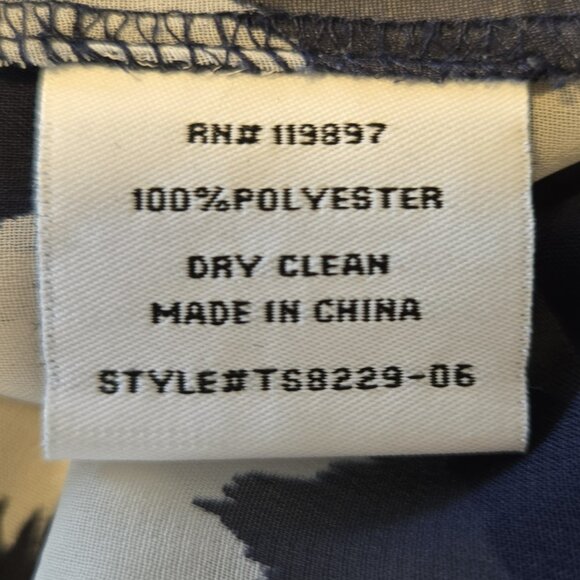 RN# 119897
100%POLYESTER
DRY CLEAN
MADE IN CHINA
STYLE#TS8229-06